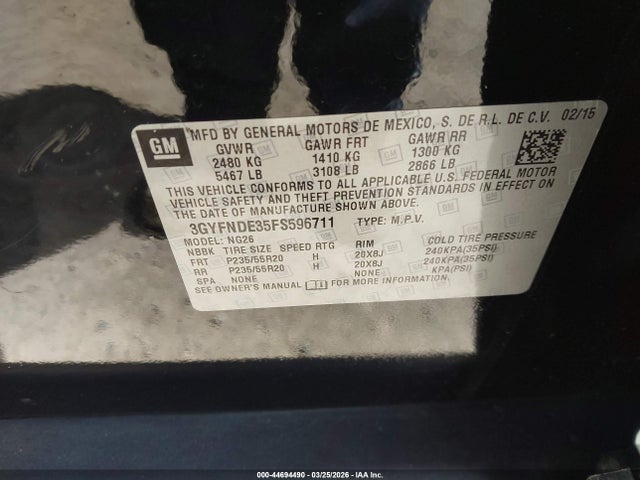 GM
MFD BY GENERAL MOTORS DE MEXICO, S. DE R.L. DE C.V. 02/15
GVWR GAWR FRT GAWR RR
2480 KG 1410 KG 1300 KG
5467 LB 3108 LB 2866 LB
THIS VEHICLE CONFORMS TO ALL APPLICABLE U.S. FEDERAL MOTOR
VEHICLE SAFETY AND THEFT PREVENTION STANDARDS IN EFFECT ON
THE DATE OF MANUFACTURE SHOWN ABOVE.
3GYFNDE35FS596711 TYPE: M.P.V.
MODEL: NG26
NBBK TIRE SIZE SPEED RTG RIM COLD TIRE PRESSURE
FRT P235/55R20 H 20X8J 240KPA(35PSI)
RR P235/55R20 H 20X8J 240KPA(35PSI)
SPA NONE NONE KPA(PSI)
SEE OWNER'S MANUAL FOR MORE INFORMATION
000-44694490 - 03/25/2026 - IAA Inc.